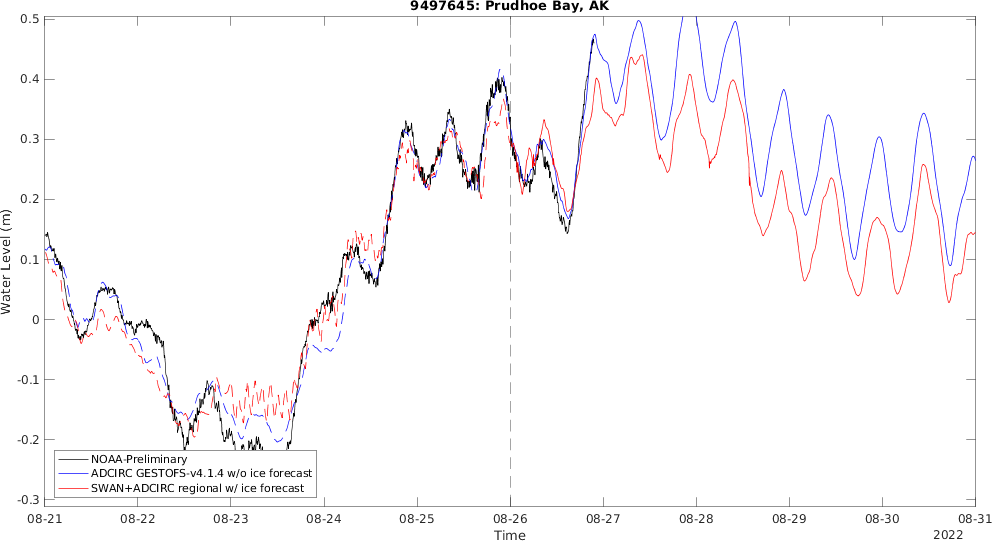 9497645: Prudhoe Bay, AK
0.5
0.4
0.3
0.2
0.1
0
-0.1
-0.2
-0.3
Water Level (m)
NOAA-Preliminary
ADCIRC GESTOFS-v4.1.4 w/o ice forecast
SWAN+ADCIRC regional w/ ice forecast
08-21 08-22 08-23 08-24 08-25 08-26 08-27 08-28 08-29 08-30 08-31
Time
2022